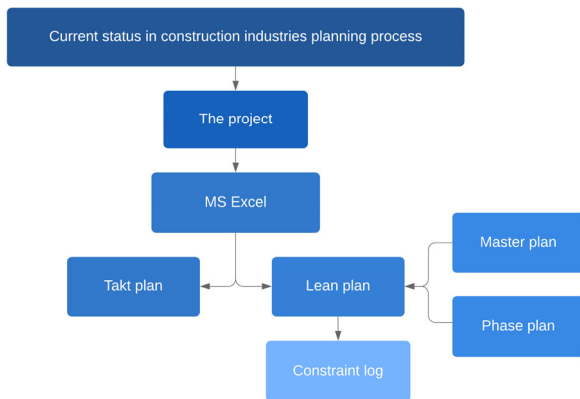 Current status in construction industries planning process
The project
MS Excel
Master plan
Takt plan
Lean plan
Phase plan
Constraint log